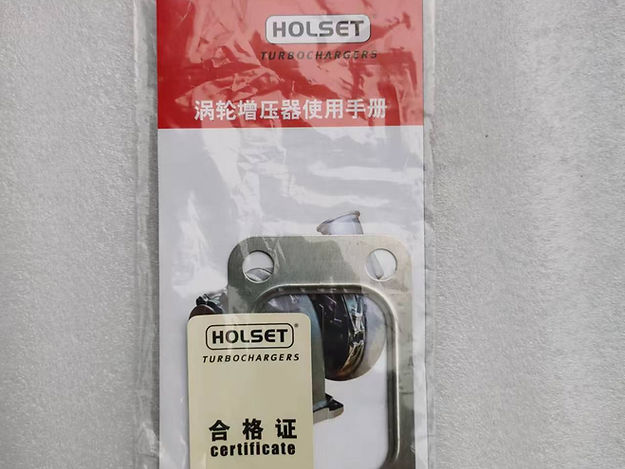 HOLSET
TURBOCHARGERS
涡轮增压器使用手册
HOLSET®
TURBOCHARGERS
合格证
certificate